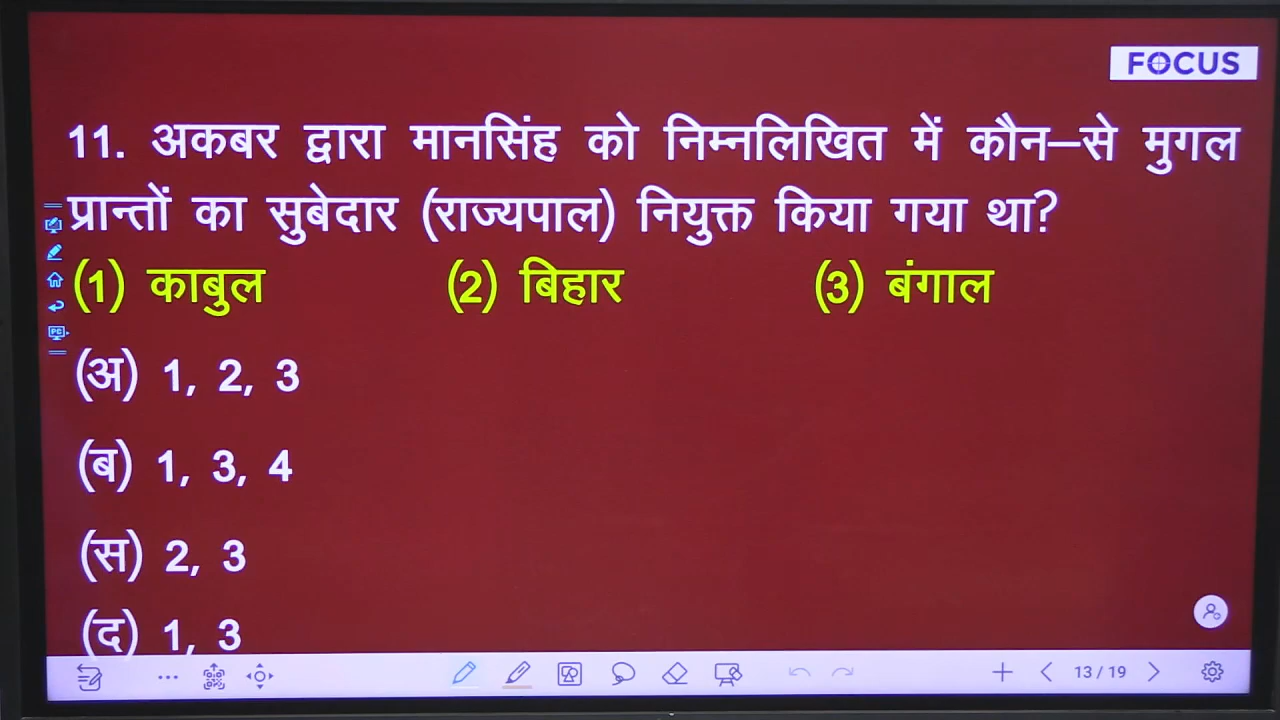 FOCUS
11. अकबर द्वारा मानसिंह को निम्नलिखित में कौन–से मुगल
प्रान्तों का सुबेदार (राज्यपाल) नियुक्त किया गया था?
(1) काबुल (2) बिहार (3) बंगाल
(अ) 1, 2, 3
(ब) 1, 3, 4
(स) 2, 3
(द) 1, 3
13 / 19